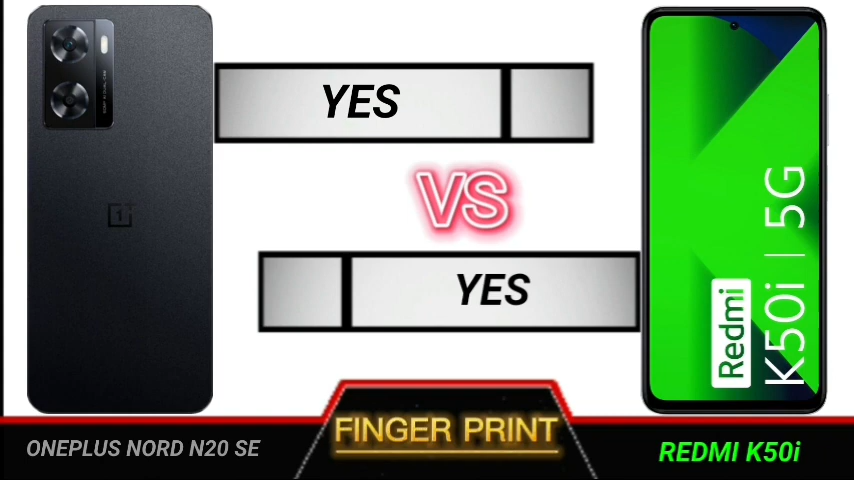 YES
VS
YES
Redmi
K50i | 5G
FINGER PRINT
ONEPLUS NORD N20 SE
REDMI K50i